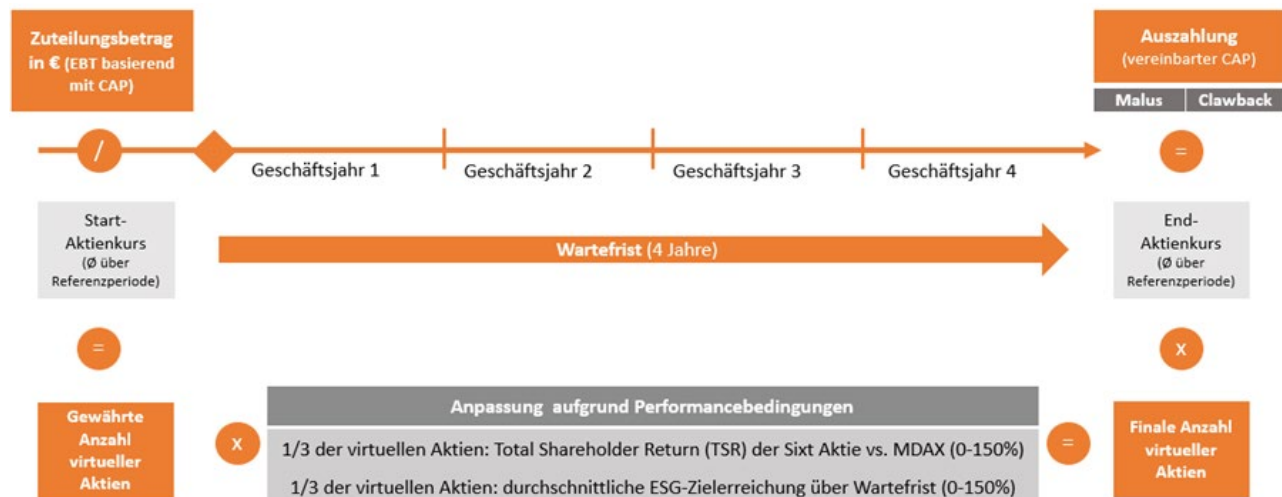 Zuteilungsbetrag
in € (EBT basierend
mit CAP)
Auszahlung
(vereinbarter CAP)
Malus
Clawback
/
=
Geschäftsjahr 1
Geschäftsjahr 2
Geschäftsjahr 3
Geschäftsjahr 4
Start-
Aktienkurs
(Ø über
Referenzperiode)
Wartefrist (4 Jahre)
End-
Aktienkurs
(Ø über
Referenzperiode)
=
x
Gewährte
Anzahl
virtueller
Aktien
x
Anpassung aufgrund Performancebedingungen
1/3 der virtuellen Aktien: Total Shareholder Return (TSR) der Sixt Aktie vs. MDAX (0-150%)
1/3 der virtuellen Aktien: durchschnittliche ESG-Zielerreichung über Wartefrist (0-150%)
=
Finale Anzahl
virtueller
Aktien